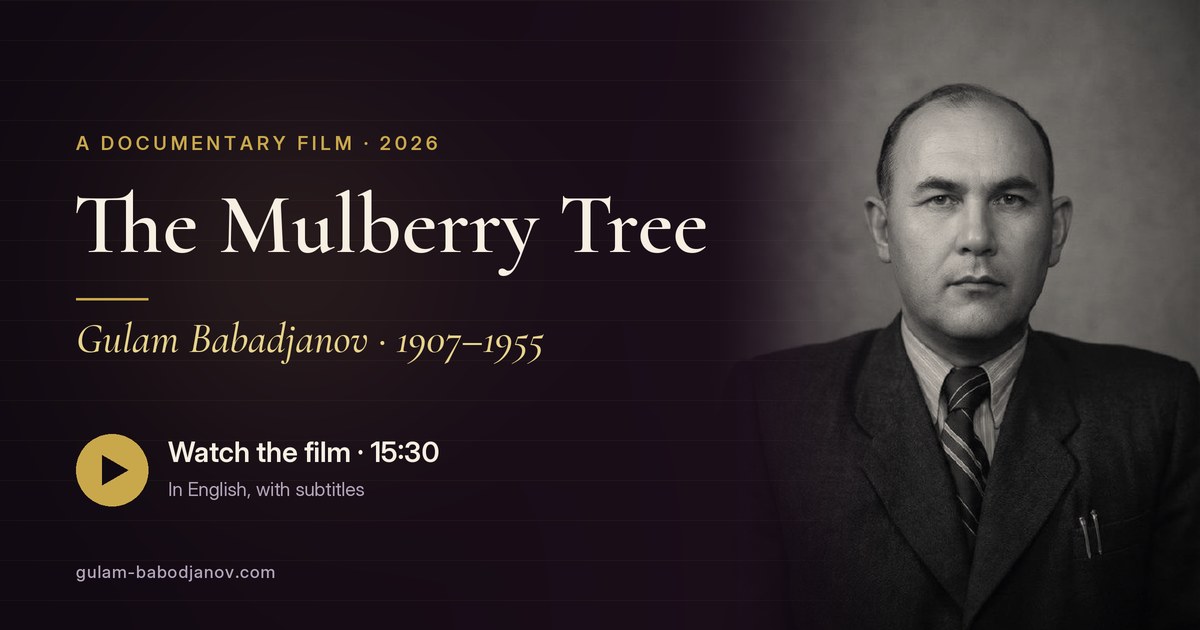 A DOCUMENTARY FILM · 2026
The Mulberry Tree
Gulam Babadjanov · 1907–1955
Watch the film · 15:30
In English, with subtitles
gulam-babodjanov.com